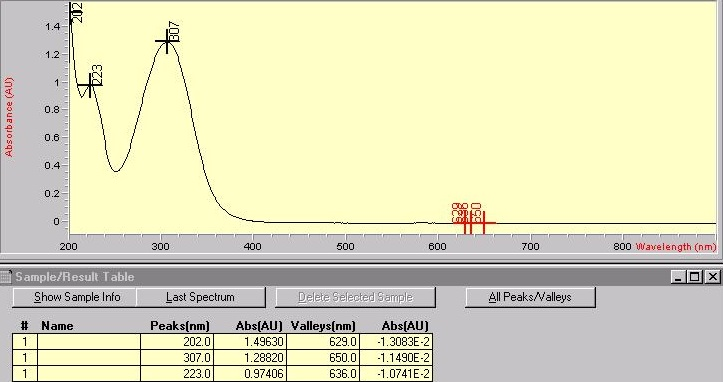 202
307
223
1.4
1.2
1
0.8
0.6
0.4
0.2
0
Absorbance (AU)
629
636
650
200 300 400 500 600 700 800 Wavelength (nm)
Sample/Result Table
Show Sample Info Last Spectrum Delete Selected Sample All Peaks/Valleys
# Name Peaks(nm) Abs(AU) Valleys(nm) Abs(AU)
1 202.0 1.49630 629.0 -1.3083E-2
1 307.0 1.28820 650.0 -1.1490E-2
1 223.0 0.97406 636.0 -1.0741E-2